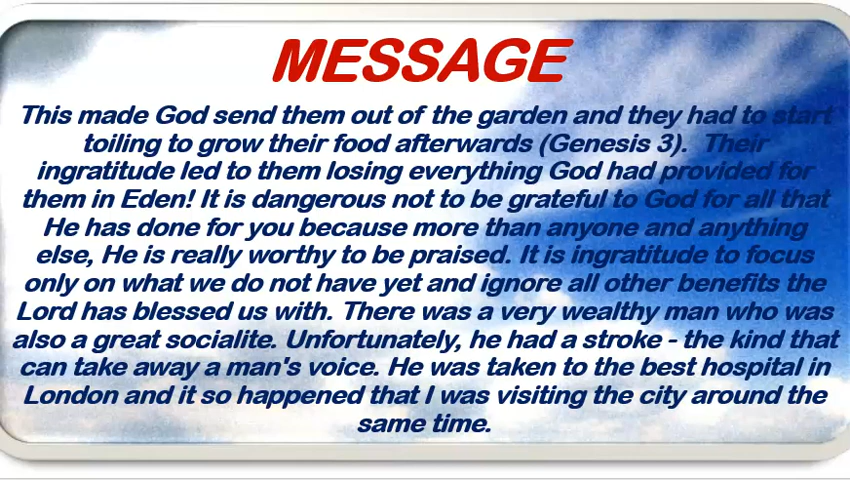 MESSAGE
This made God send them out of the garden and they had to start
toiling to grow their food afterwards (Genesis 3).  Their
ingratitude led to them losing everything God had provided for
them in Eden! It is dangerous not to be grateful to God for all that
He has done for you because more than anyone and anything
else, He is really worthy to be praised. It is ingratitude to focus
only on what we do not have yet and ignore all other benefits the
Lord has blessed us with. There was a very wealthy man who was
also a great socialite. Unfortunately, he had a stroke - the kind that
can take away a man's voice. He was taken to the best hospital in
London and it so happened that I was visiting the city around the
same time.